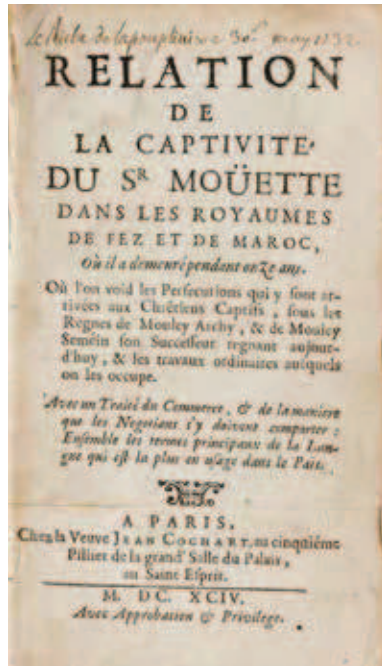 RELATION
DE
LA CAPTIVITE'
DU SR MOÜETTE
DANS LES ROYAUMES
DE FEZ ET DE MAROC,
Où il a demeuré pendant onze ans.
Où l'on void les Persecutions qui y sont ar-
rivées aux Chrêtiens Captifs, sous les
Regnes de Mouley Archy, & de Mouley
Seméin son Successeur regnant aujour-
d'huy, & les travaux ordinaires ausquels
on les occupe.
Avec un Traité du Commerce, & de la maniere
que les Negotians s'y doivent comporter :
Ensemble les termes principaux de la Lan-
gue qui est la plus en usage dans le Païs.
A PARIS,
Chez la Veuve JEAN COCHART, au cinquiéme
Pillier de la grand' Salle du Palais,
au Saint Esprit.
M. DC. XCIV.
Avec Approbation & Privilege.